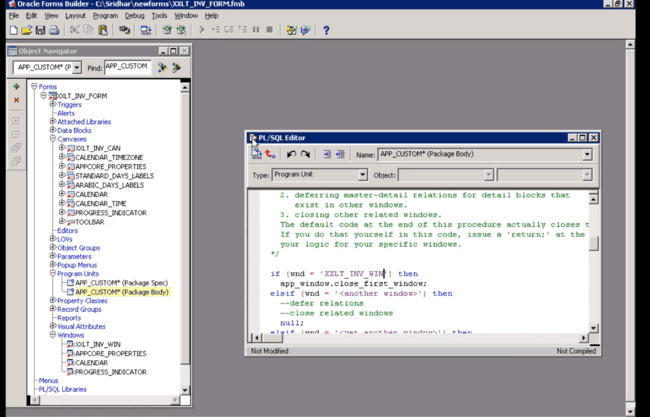 Oracle Forms Builder - C:\Sridhar\newforms\XXLT_INV_FORM.fmb
File Edit View Layout Program Debug Tools Window Help
Object Navigator
APP_CUSTOM* (P Find: APP_CUSTOM
Forms
XXLT_INV_FORM
Triggers
Alerts
Attached Libraries
Data Blocks
Canvases
XXLT_INV_CAN
CALENDAR_TIMEZONE
APPCORE_PROPERTIES
STANDARD_DAYS_LABELS
ARABIC_DAYS_LABELS
CALENDAR
CALENDAR_TIME
PROGRESS_INDICATOR
TOOLBAR
Editors
LOVs
Object Groups
Parameters
Popup Menus
Program Units
APP_CUSTOM* (Package Spec)
APP_CUSTOM* (Package Body)
Property Classes
Record Groups
Reports
Visual Attributes
Windows
XXLT_INV_WIN
APPCORE_PROPERTIES
CALENDAR
PROGRESS_INDICATOR
Menus
PL/SQL Libraries
PL/SQL Editor
Name: APP_CUSTOM* (Package Body)
Type: Program Unit Object:
2. deferring master-detail relations for detail blocks that
exist in other windows.
3. closing other related windows.
The default code at the end of this procedure actually closes t
If you do that yourself in this code, issue a 'return;' at the
your logic for your specific windows.
*/
if (wnd = 'XXLT_INV_WIN') then
app_window.close_first_window;
elsif (wnd = '<another window>') then
--defer relations
--close related windows
null;
elsif (wnd = '<yet another window>') then
Not Modified Not Compiled